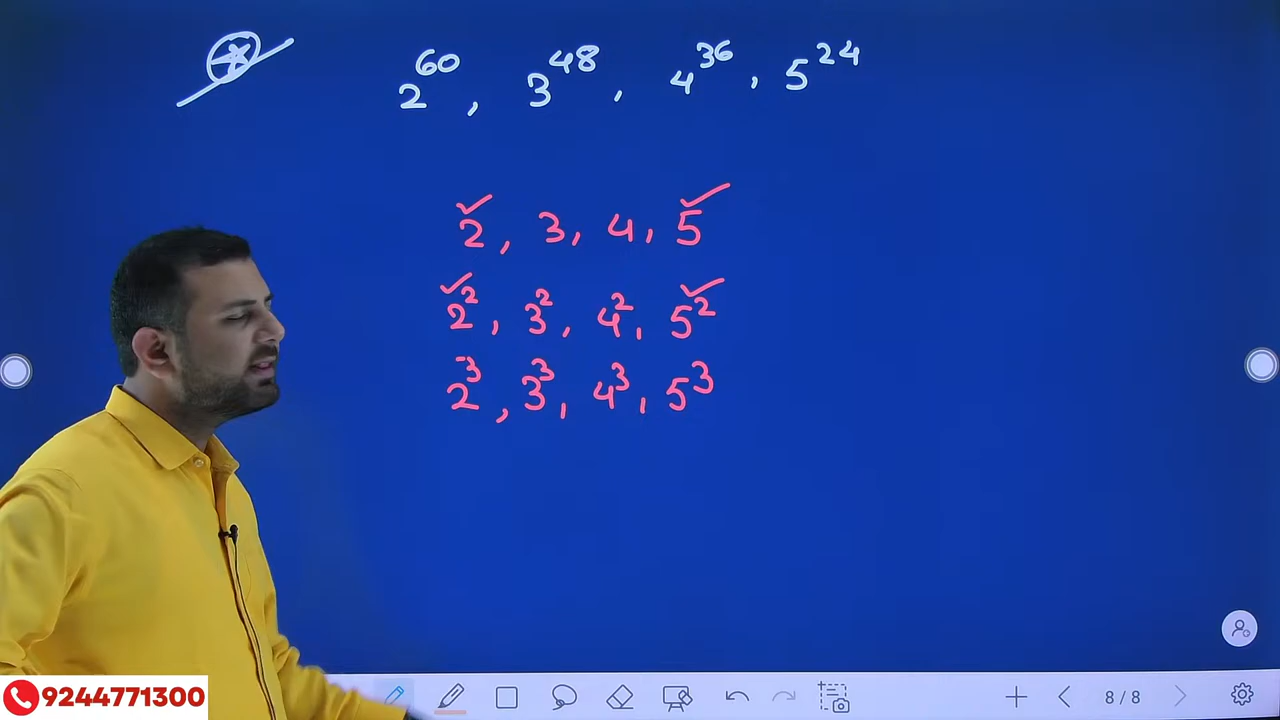 2^60, 3^48, 4^36, 5^24
2, 3, 4, 5
2^2, 3^2, 4^2, 5^2
2^3, 3^3, 4^3, 5^3
8/8
9244771300